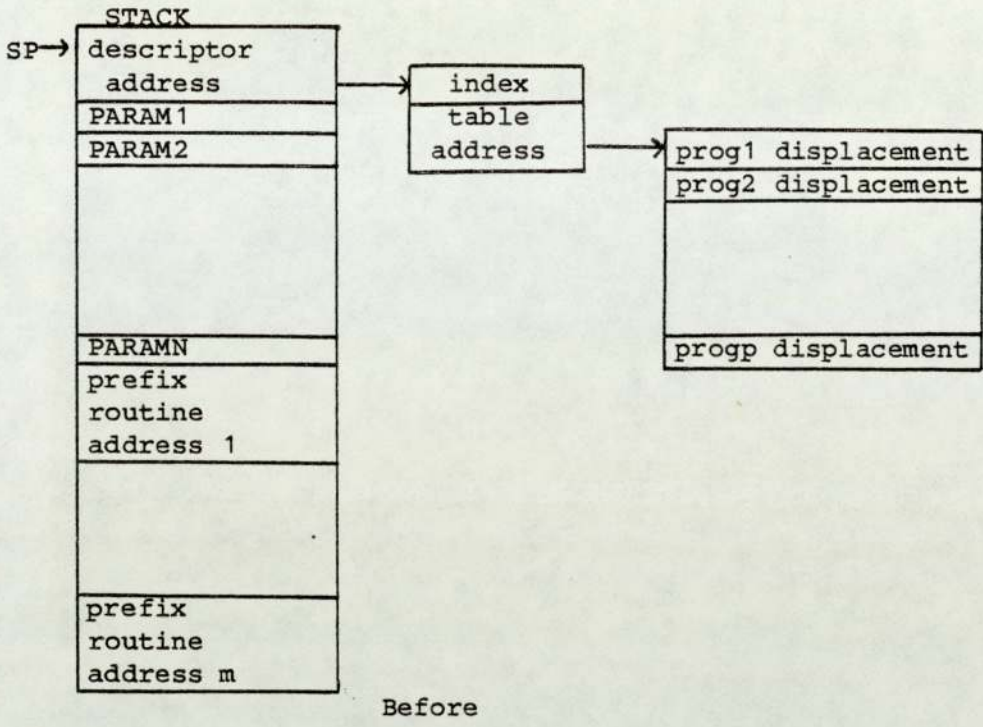 STACK
SP
descriptor
address
PARAM1
PARAM2
PARAMN
prefix
routine
address 1
prefix
routine
address m
index
table
address
prog1 displacement
prog2 displacement
progp displacement
Before